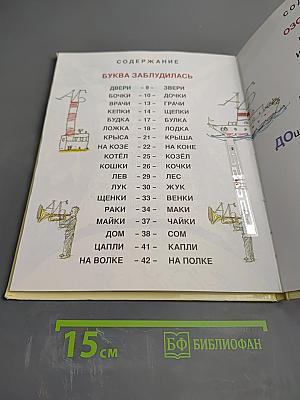 СОДЕРЖАНИЕ
БУКВА ЗАБЛУДИЛАСЬ
ДВЕРИ – 9 – ЗВЕРИ
БОЧКИ – 10 – ДОЧКИ
ВРАЧИ – 13 – ГРАЧИ
КЕПКИ – 14 – ЩЕПКИ
БУДКА – 17 – БУЛКА
ЛОЖКА – 18 – ЛОДКА
КРЫСА – 21 – КРЫША
НА КОЗЕ – 22 – НА КОНЕ
КОТЁЛ – 25 – КОЗЁЛ
КОШКИ – 26 – КОЧКИ
ЛЕВ – 29 – ЛЕС
ЛУК – 30 – ЖУК
ЩЕНКИ – 33 – ВЕНКИ
РАКИ – 34 – МАКИ
МАЙКИ – 37 – ЧАЙКИ
ДОМ – 38 – СОМ
ЦАПЛИ – 41 – КАПЛИ
НА ВОЛКЕ – 42 – НА ПОЛКЕ
15 см
БФ БИБЛИОФАН